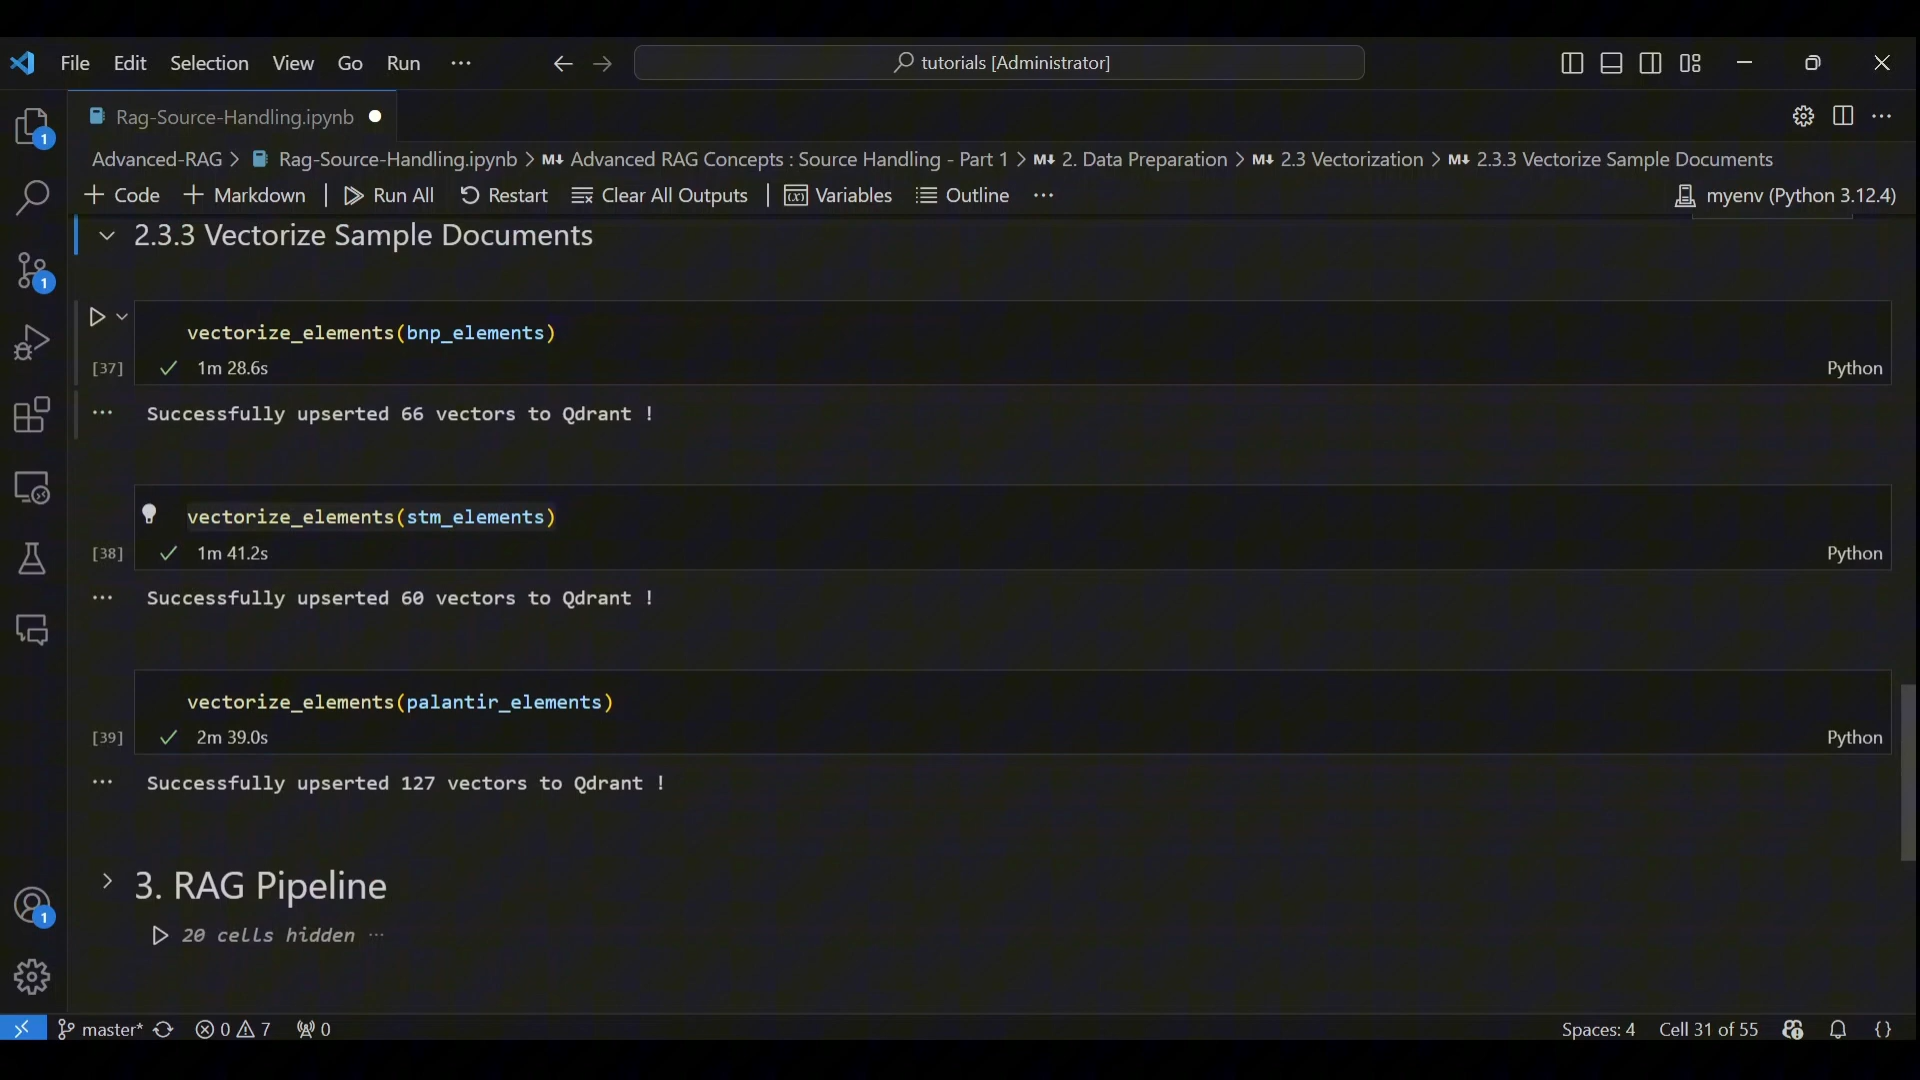 File Edit Selection View Go Run ··· tutorials [Administrator]
Rag-Source-Handling.ipynb
Advanced-RAG > Rag-Source-Handling.ipynb > M↓ Advanced RAG Concepts : Source Handling - Part 1 > M↓ 2. Data Preparation > M↓ 2.3 Vectorization > M↓ 2.3.3 Vectorize Sample Documents
+ Code + Markdown | Run All Restart Clear All Outputs | Variables Outline ··· myenv (Python 3.12.4)
2.3.3 Vectorize Sample Documents
vectorize_elements(bnp_elements)
[37] ✓ 1m 28.6s Python
··· Successfully upserted 66 vectors to Qdrant !
vectorize_elements(stm_elements)
[38] ✓ 1m 41.2s Python
··· Successfully upserted 60 vectors to Qdrant !
vectorize_elements(palantir_elements)
[39] ✓ 2m 39.0s Python
··· Successfully upserted 127 vectors to Qdrant !
3. RAG Pipeline
20 cells hidden ···
1
1
1
master* 0 7 0 Spaces: 4 Cell 31 of 55 {}